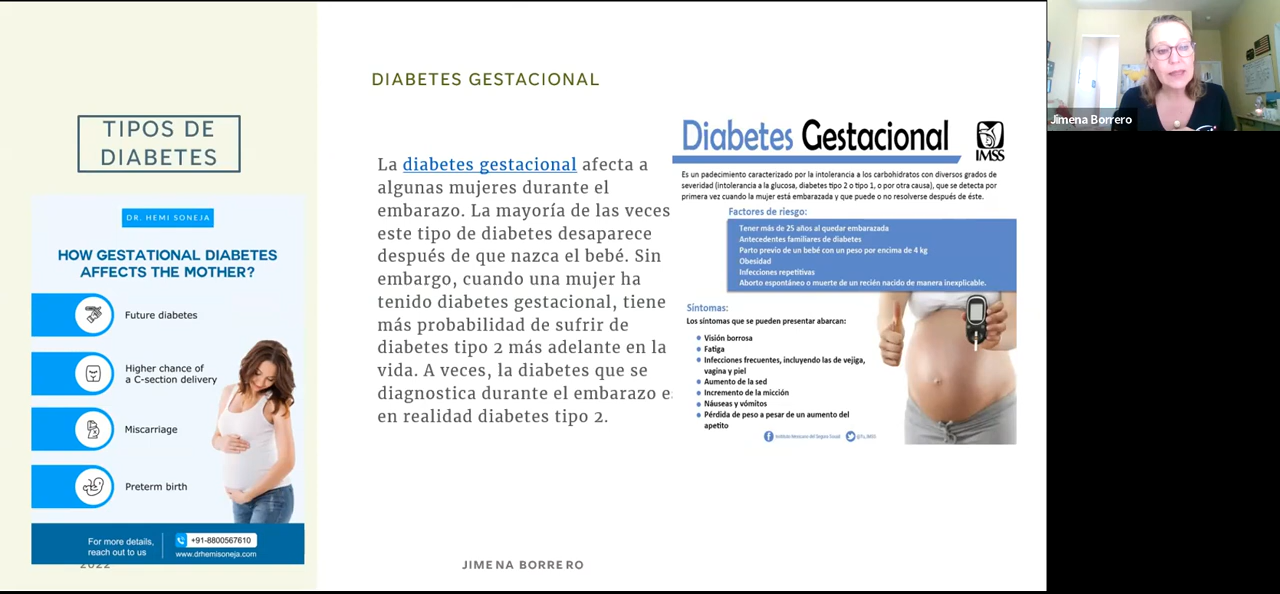 TIPOS DE
DIABETES
DR. HEMI SONEJA
HOW GESTATIONAL DIABETES
AFFECTS THE MOTHER?
Future diabetes
Higher chance of
a C-section delivery
Miscarriage
Preterm birth
For more details,
reach out to us
+91-8800567610
www.drhemisoneja.com
2022
DIABETES GESTACIONAL
La diabetes gestacional afecta a
algunas mujeres durante el
embarazo. La mayoría de las veces
este tipo de diabetes desaparece
después de que nazca el bebé. Sin
embargo, cuando una mujer ha
tenido diabetes gestacional, tiene
más probabilidad de sufrir de
diabetes tipo 2 más adelante en la
vida. A veces, la diabetes que se
diagnostica durante el embarazo e
en realidad diabetes tipo 2.
JIMENA BORRERO
Diabetes Gestacional
IMSS
Es un padecimiento caracterizado por la intolerancia a los carbohidratos con diversos grados de
severidad (intolerancia a la glucosa, diabetes tipo 2 o tipo 1, o por otra causa), que se detecta por
primera vez cuando la mujer está embarazada y que puede o no resolverse después de éste.
Factores de riesgo:
Tener más de 25 años al quedar embarazada
Antecedentes familiares de diabetes
Parto previo de un bebé con un peso por encima de 4 kg
Obesidad
Infecciones repetitivas
Aborto espontáneo o muerte de un recién nacido de manera inexplicable.
Síntomas:
Los síntomas que se pueden presentar abarcan:
Visión borrosa
Fatiga
Infecciones frecuentes, incluyendo las de vejiga,
vagina y piel
Aumento de la sed
Incremento de la micción
Náuseas y vómitos
Pérdida de peso a pesar de un aumento del
apetito
Instituto Mexicano del Seguro Social
Jimena Borrero